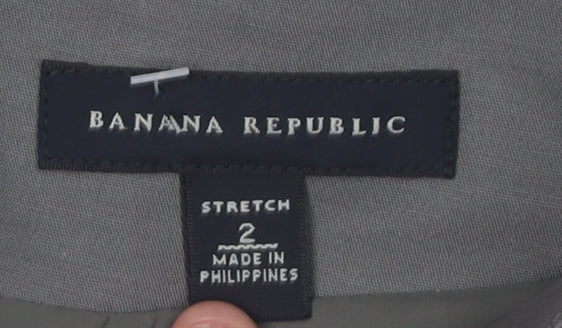 BANANA REPUBLIC
STRETCH
2
MADE IN
PHILIPPINES